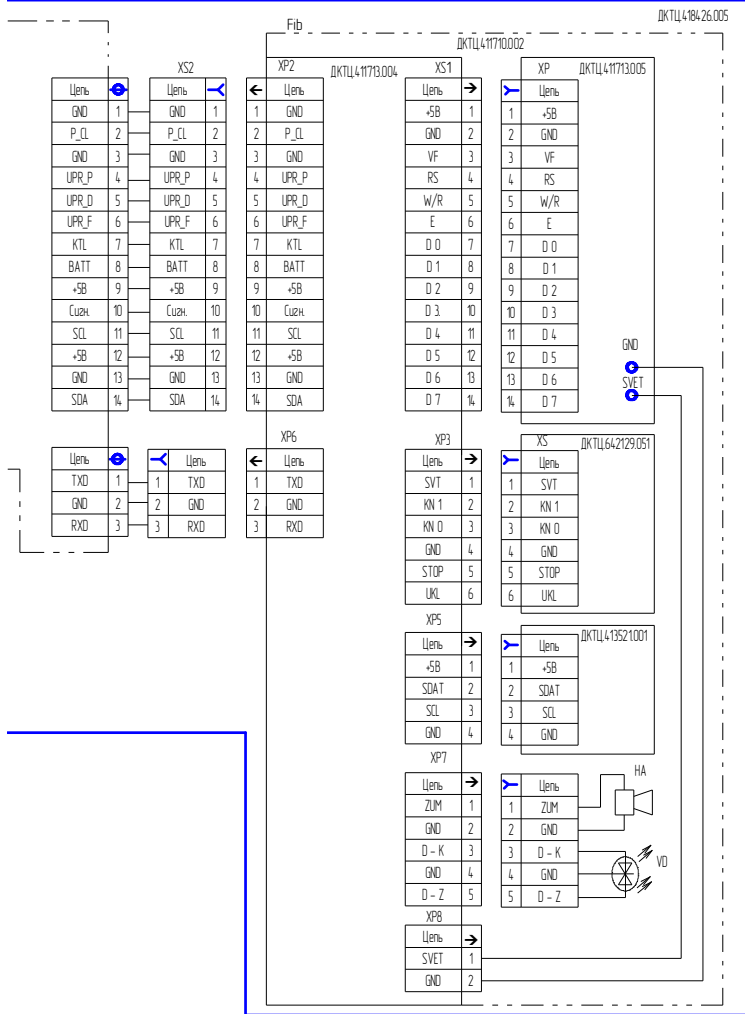 ДКТЦ.418426.005
Fib
ДКТЦ.411710.002
XS2
XP2
ДКТЦ.411713.004
XS1
XP
ДКТЦ.411713.005
Цепь Цепь Цепь Цепь Цепь
GND 1 GND 1 1 GND +5В 1 1 +5В
P_CL 2 P_CL 2 2 P_CL GND 2 2 GND
GND 3 GND 3 3 GND VF 3 3 VF
UPR_P 4 UPR_P 4 4 UPR_P RS 4 4 RS
UPR_D 5 UPR_D 5 5 UPR_D W/R 5 5 W/R
UPR_F 6 UPR_F 6 6 UPR_F E 6 6 E
KTL 7 KTL 7 7 KTL D 0 7 7 D 0
BATT 8 BATT 8 8 BATT D 1 8 8 D 1
+5В 9 +5В 9 9 +5В D 2 9 9 D 2
Сигн. 10 Сигн. 10 10 Сигн. D 3. 10 10 D 3
SCL 11 SCL 11 11 SCL D 4 11 11 D 4
+5В 12 +5В 12 12 +5В D 5 12 12 D 5
GND 13 GND 13 13 GND D 6 13 13 D 6
SDA 14 SDA 14 14 SDA D 7 14 14 D 7
GND
SVET
XP6
XP3
XS
ДКТЦ.642129.051
Цепь Цепь Цепь Цепь Цепь
TXD 1 1 TXD 1 TXD SVT 1 1 SVT
GND 2 2 GND 2 GND KN 1 2 2 KN 1
RXD 3 3 RXD 3 RXD KN 0 3 3 KN 0
GND 4 4 GND
STOP 5 5 STOP
UKL 6 6 UKL
XP5
ДКТЦ.413521.001
Цепь Цепь
+5В 1 1 +5В
SDAT 2 2 SDAT
SCL 3 3 SCL
GND 4 4 GND
XP7
HA
Цепь Цепь
ZUM 1 1 ZUM
GND 2 2 GND
D - K 3 3 D - K
GND 4 4 GND
D - Z 5 5 D - Z
VD
XP8
Цепь
SVET 1
GND 2